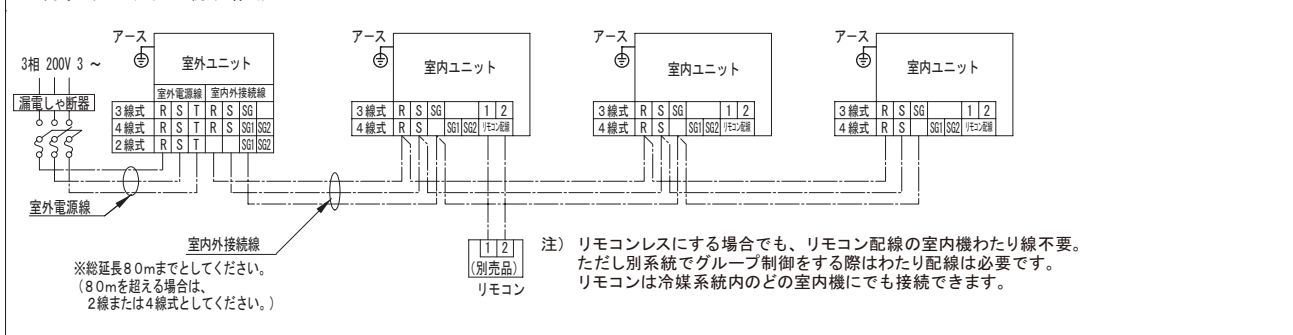 アース
3相 200V 3 ~
漏電しゃ断器
室外ユニット
室外電源線 室内外接続線
3線式 R S T R S SG
4線式 R S T R S SG1 SG2
2線式 R S T SG1 SG2
室外電源線
室内外接続線
※総延長80mまでとしてください。
(80mを超える場合は、
2線または4線式としてください。)
アース
室内ユニット
3線式 R S SG 1 2
4線式 R S SG1 SG2 リモコン配線
1 2
(別売品)
リモコン
アース
室内ユニット
3線式 R S SG 1 2
4線式 R S SG1 SG2 リモコン配線
アース
室内ユニット
3線式 R S SG 1 2
4線式 R S SG1 SG2 リモコン配線
注) リモコンレスにする場合でも、リモコン配線の室内機わたり線不要。
ただし別系統でグループ制御をする際はわたり配線は必要です。
リモコンは冷媒系統内のどの室内機にでも接続できます。